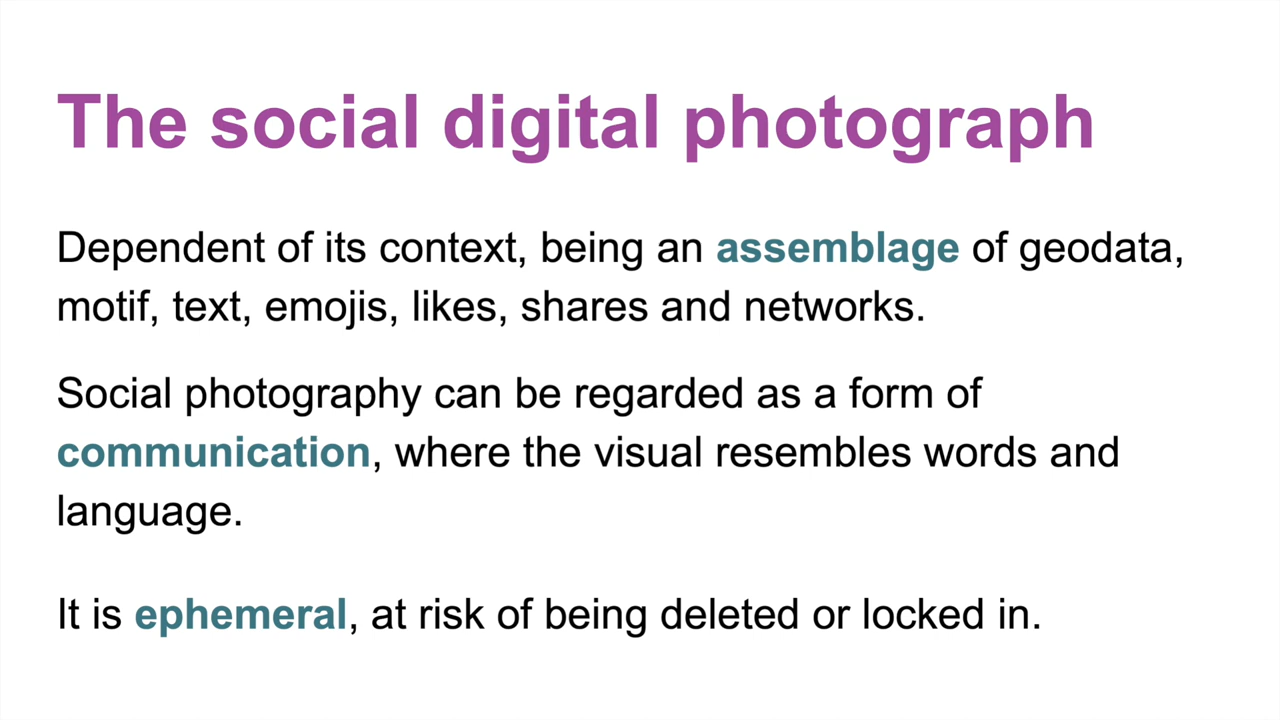 The social digital photograph
Dependent of its context, being an assemblage of geodata,
motif, text, emojis, likes, shares and networks.
Social photography can be regarded as a form of
communication, where the visual resembles words and
language.
It is ephemeral, at risk of being deleted or locked in.